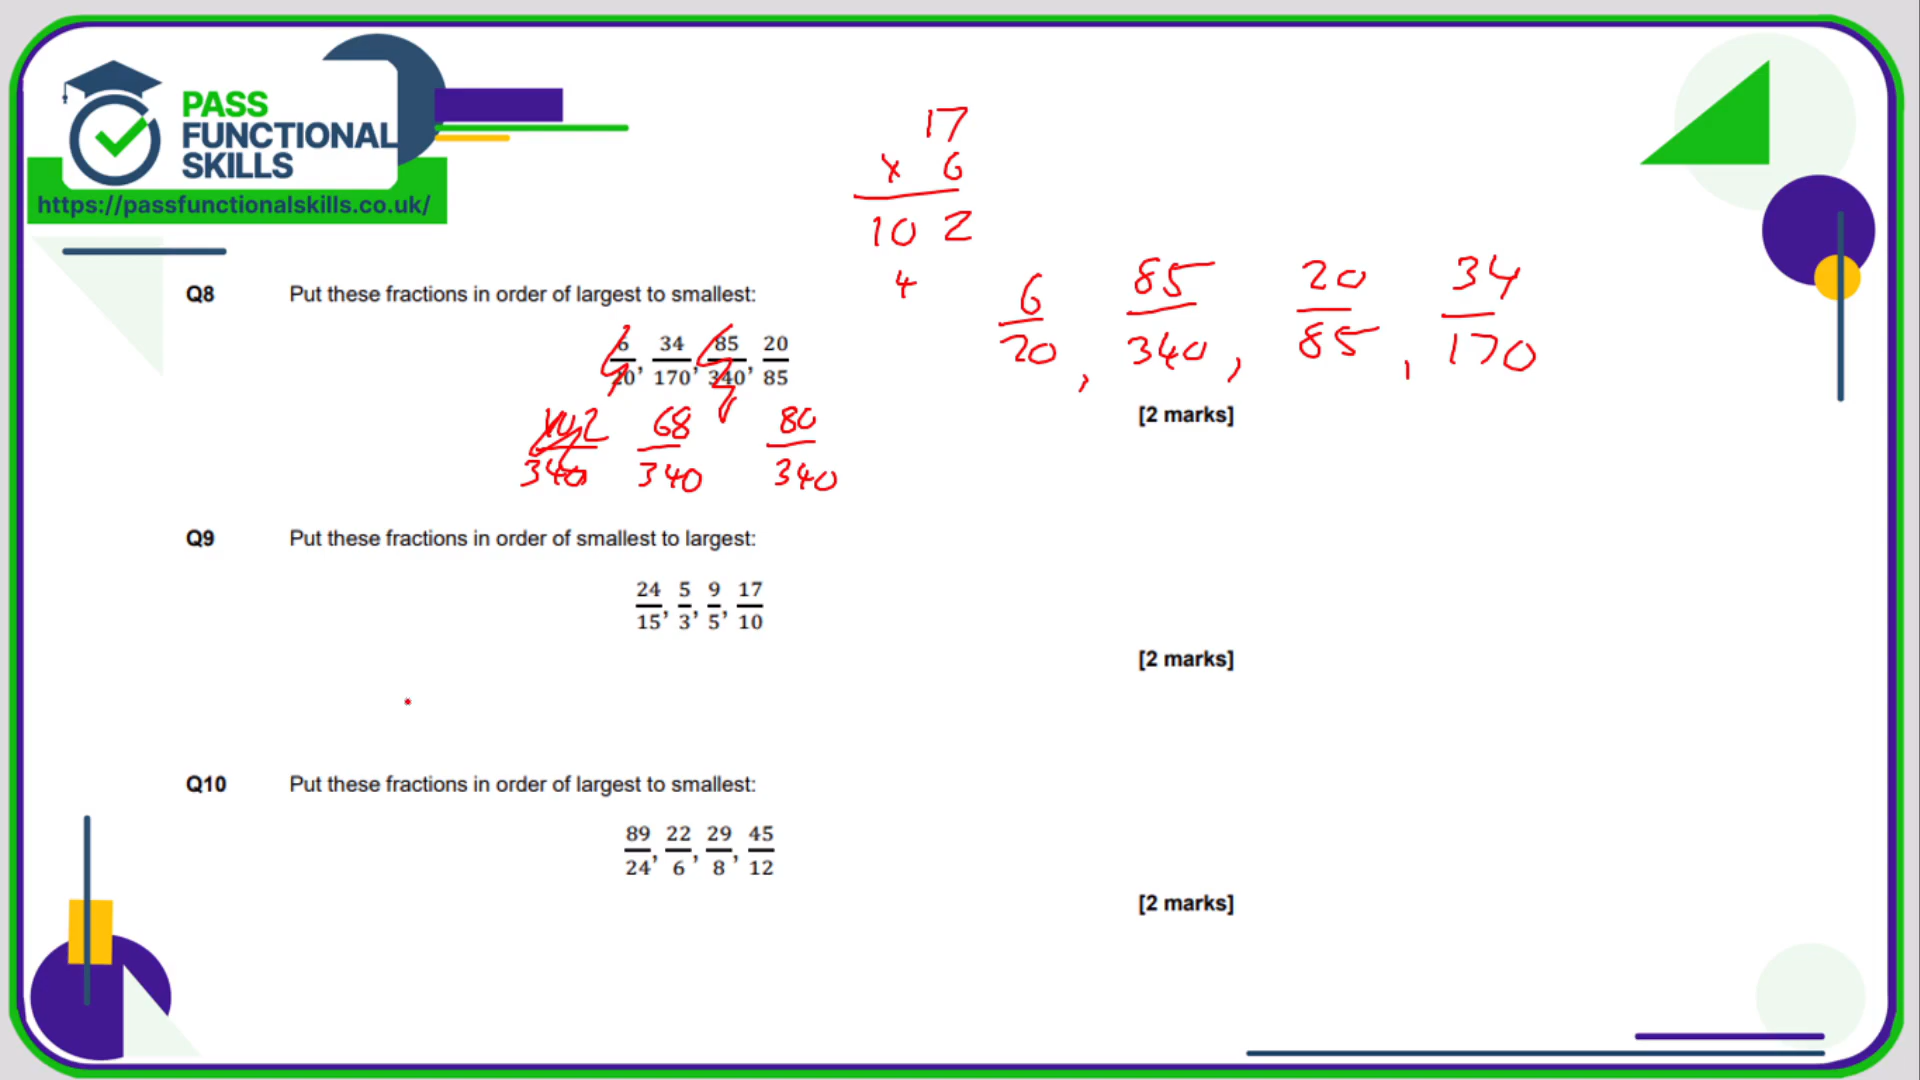 PASS
FUNCTIONAL
SKILLS
https://passfunctionalskills.co.uk/
17
x 6
102
4
Q8 Put these fractions in order of largest to smallest:
6/20, 34/170, 85/340, 20/85
102/340 68/340 80/340
6/20, 85/340, 20/85, 34/170
[2 marks]
Q9 Put these fractions in order of smallest to largest:
24/15, 5/3, 9/5, 17/10
[2 marks]
Q10 Put these fractions in order of largest to smallest:
89/24, 22/6, 29/8, 45/12
[2 marks]